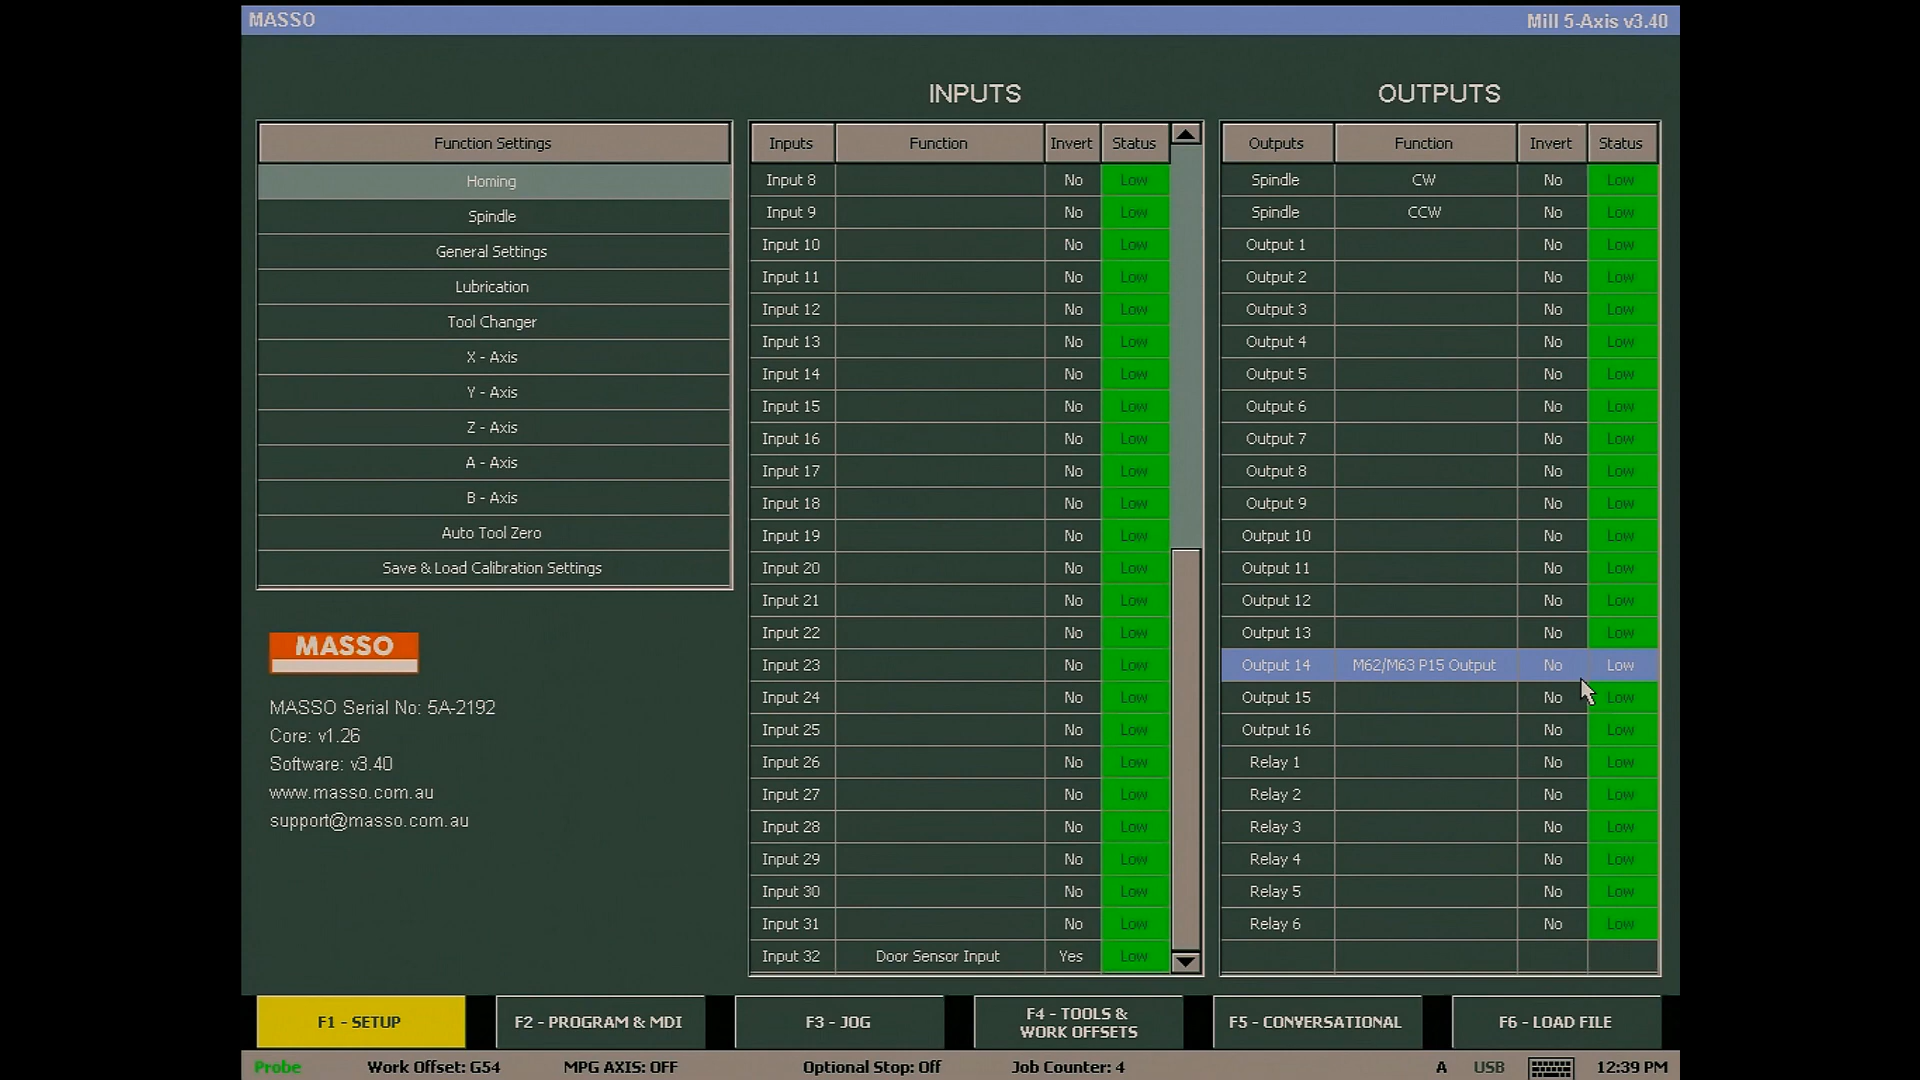 MASSO
Mill 5-Axis v3.40
INPUTS
OUTPUTS
Function Settings
Homing
Spindle
General Settings
Lubrication
Tool Changer
X - Axis
Y - Axis
Z - Axis
A - Axis
B - Axis
Auto Tool Zero
Save & Load Calibration Settings
MASSO
MASSO Serial No: 5A-2192
Core: v1.26
Software: v3.40
www.masso.com.au
support@masso.com.au
Inputs Function Invert Status
Input 8 No Low
Input 9 No Low
Input 10 No Low
Input 11 No Low
Input 12 No Low
Input 13 No Low
Input 14 No Low
Input 15 No Low
Input 16 No Low
Input 17 No Low
Input 18 No Low
Input 19 No Low
Input 20 No Low
Input 21 No Low
Input 22 No Low
Input 23 No Low
Input 24 No Low
Input 25 No Low
Input 26 No Low
Input 27 No Low
Input 28 No Low
Input 29 No Low
Input 30 No Low
Input 31 No Low
Input 32 Door Sensor Input Yes Low
Outputs Function Invert Status
Spindle CW No Low
Spindle CCW No Low
Output 1 No Low
Output 2 No Low
Output 3 No Low
Output 4 No Low
Output 5 No Low
Output 6 No Low
Output 7 No Low
Output 8 No Low
Output 9 No Low
Output 10 No Low
Output 11 No Low
Output 12 No Low
Output 13 No Low
Output 14 M62/M63 P15 Output No Low
Output 15 No Low
Output 16 No Low
Relay 1 No Low
Relay 2 No Low
Relay 3 No Low
Relay 4 No Low
Relay 5 No Low
Relay 6 No Low
F1 - SETUP
F2 - PROGRAM & MDI
F3 - JOG
F4 - TOOLS &
WORK OFFSETS
F5 - CONVERSATIONAL
F6 - LOAD FILE
Probe Work Offset: G54 MPG AXIS: OFF Optional Stop: Off Job Counter: 4 A USB 12:39 PM